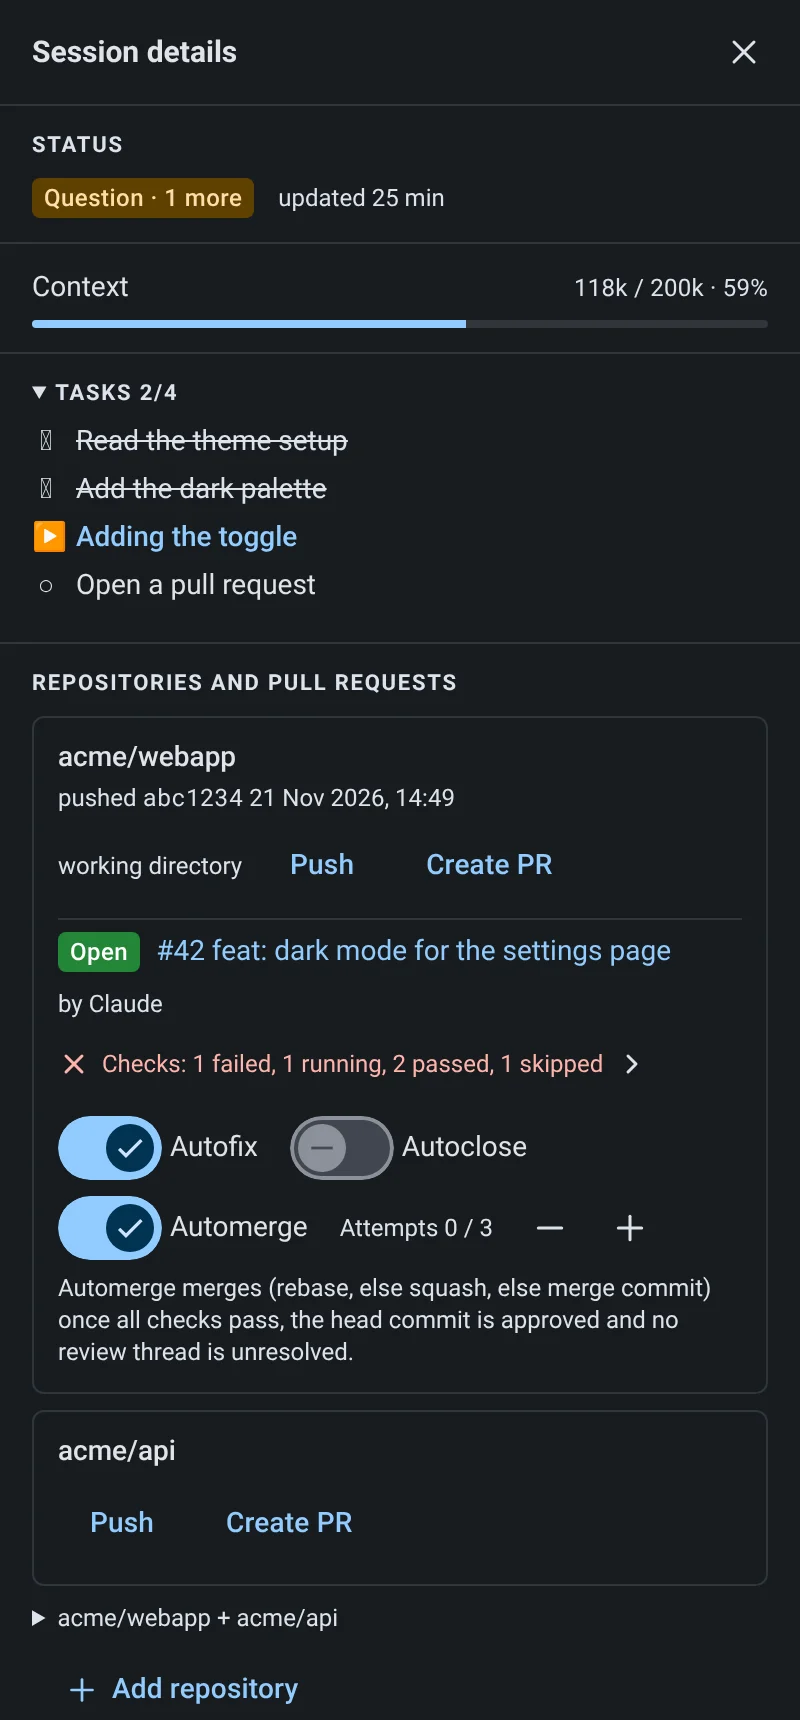 Session details
STATUS
Question · 1 more updated 25 min
Context 118k / 200k · 59%
▼ TASKS 2/4
Read the theme setup
Add the dark palette
▶️ Adding the toggle
○ Open a pull request
REPOSITORIES AND PULL REQUESTS
acme/webapp
pushed abc1234 21 Nov 2026, 14:49
working directory Push Create PR
Open #42 feat: dark mode for the settings page
by Claude
Checks: 1 failed, 1 running, 2 passed, 1 skipped
Autofix Autoclose
Automerge Attempts 0 / 3
Automerge merges (rebase, else squash, else merge commit)
once all checks pass, the head commit is approved and no
review thread is unresolved.
acme/api
Push Create PR
▶ acme/webapp + acme/api
+ Add repository